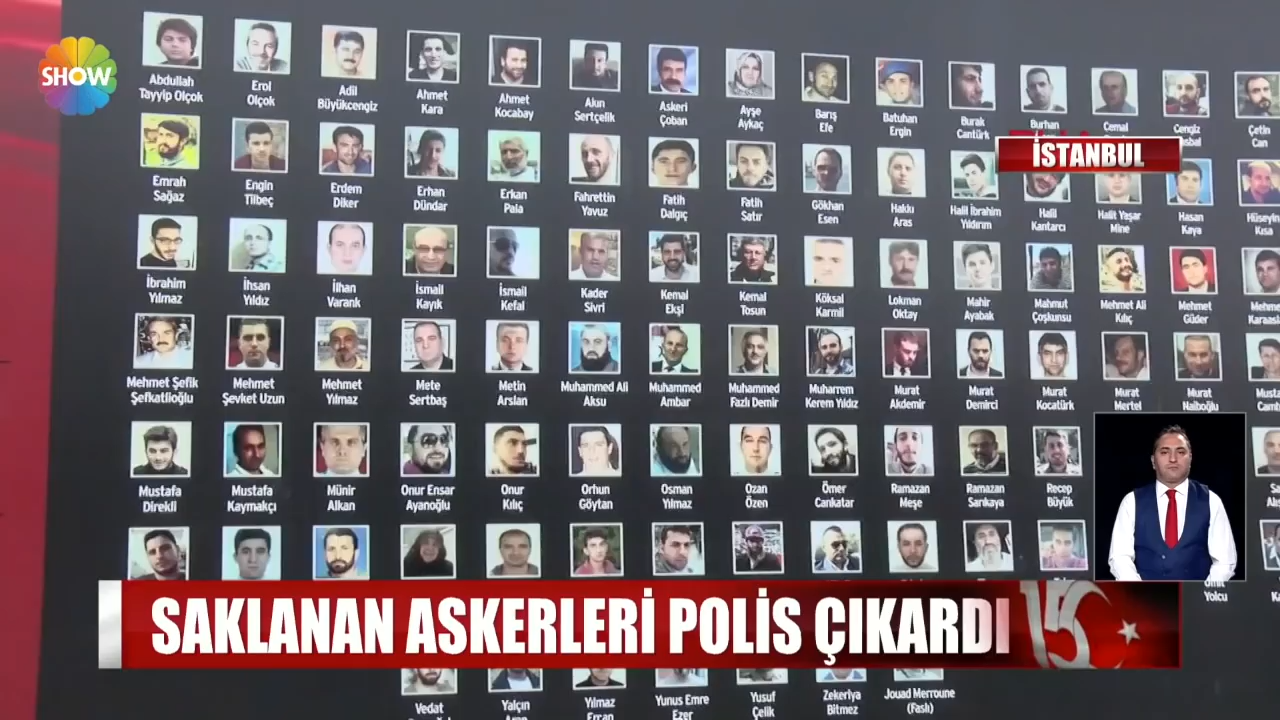 SHOW
Abdullah
Tayyip Olçok
Erol
Olçok
Adil
Büyükcengiz
Ahmet
Kara
Ahmet
Kocabay
Akın
Sertçelik
Askeri
Çoban
Ayşe
Aykaç
Barış
Efe
Batuhan
Ergin
Burak
Cantürk
Burhan
Cemal
Cengiz
Çetin
Can
İSTANBUL
Emrah
Sağaz
Engin
Tilbeç
Erdem
Diker
Erhan
Dündar
Erkan
Pala
Fahrettin
Yavuz
Fatih
Dalgıç
Fatih
Satır
Gökhan
Esen
Hakkı
Aras
Halil İbrahim
Yıldırım
Halil
Kantarcı
Halit Yaşar
Mine
Hasan
Kaya
Hüseyin
Kısa
İbrahim
Yılmaz
İhsan
Yıldız
İlhan
Varank
İsmail
Kayık
İsmail
Kefal
Kader
Sivri
Kemal
Ekşi
Kemal
Tosun
Köksal
Karmil
Lokman
Oktay
Mahir
Ayabak
Mahmut
Coşkunsu
Mehmet Ali
Kılıç
Mehmet
Güder
Mehmet
Mehmet Şefik
Şefkatlioğlu
Mehmet
Şevket Uzun
Mehmet
Yılmaz
Mete
Sertbaş
Metin
Arslan
Muhammed Ali
Aksu
Muhammed
Ambar
Muhammed
Fazlı Demir
Muharrem
Kerem Yıldız
Murat
Akdemir
Murat
Demirci
Murat
Kocatürk
Murat
Mertel
Murat
Naiboğlu
Mustafa
Direkli
Mustafa
Kaymakçı
Münir
Alkan
Onur Ensar
Ayanoğlu
Onur
Kılıç
Orhun
Göytan
Osman
Yılmaz
Ozan
Özen
Ömer
Cankatar
Ramazan
Meşe
Ramazan
Sarıkaya
Recep
Büyük
Yolcu
SAKLANAN ASKERLERİ POLİS ÇIKARDI
15
Vedat
Yalçın
Yılmaz
Ercan
Yunus Emre
Ezer
Yusuf
Çelik
Zekeriya
Bitmez
Jouad Merroune
(Faslı)